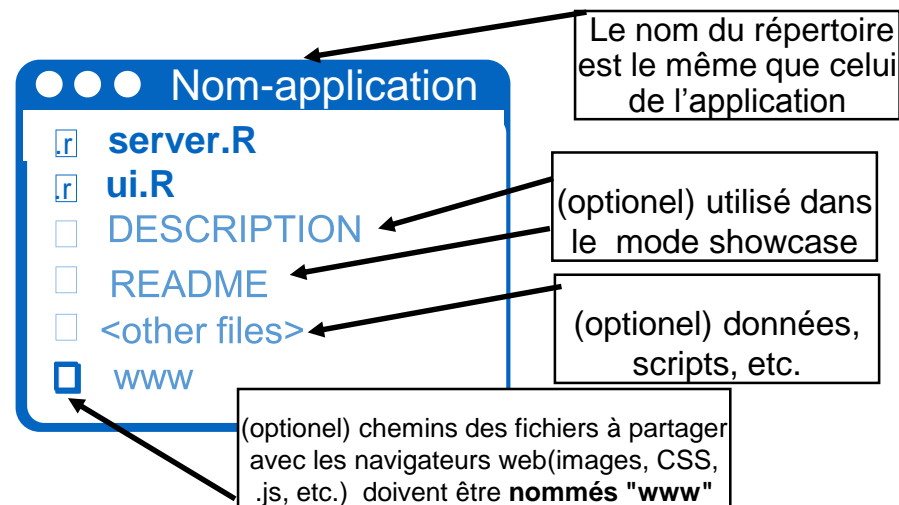 Le nom du répertoire
est le même que celui
de l’application
Nom-application
.r server.R
.r ui.R
DESCRIPTION
README
<other files>
www
(optionel) utilisé dans
le mode showcase
(optionel) données,
scripts, etc.
(optionel) chemins des fichiers à partager
avec les navigateurs web(images, CSS,
.js, etc.) doivent être nommés "www"